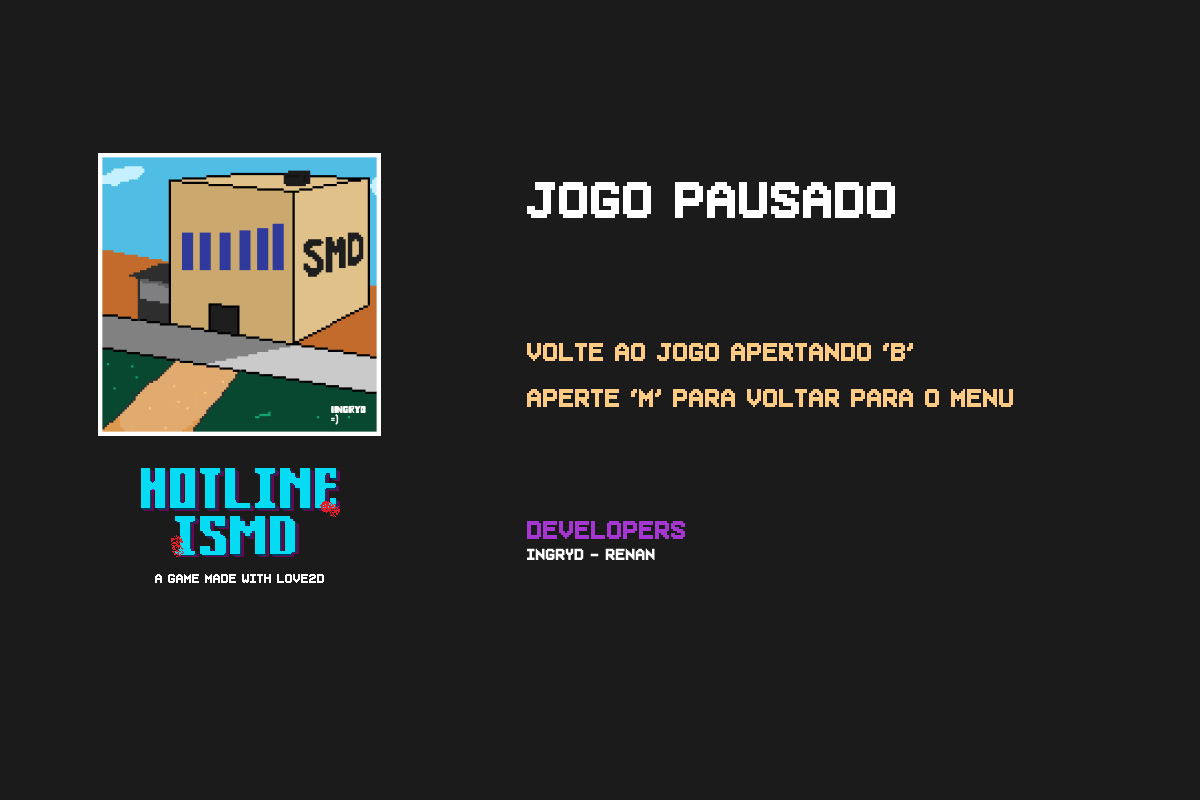 SMD
INGRYD
=)
HOTLINE
ISMD
A GAME MADE WITH LOVE2D
JOGO PAUSADO
VOLTE AO JOGO APERTANDO 'B'
APERTE 'M' PARA VOLTAR PARA O MENU
DEVELOPERS
INGRYD - RENAN